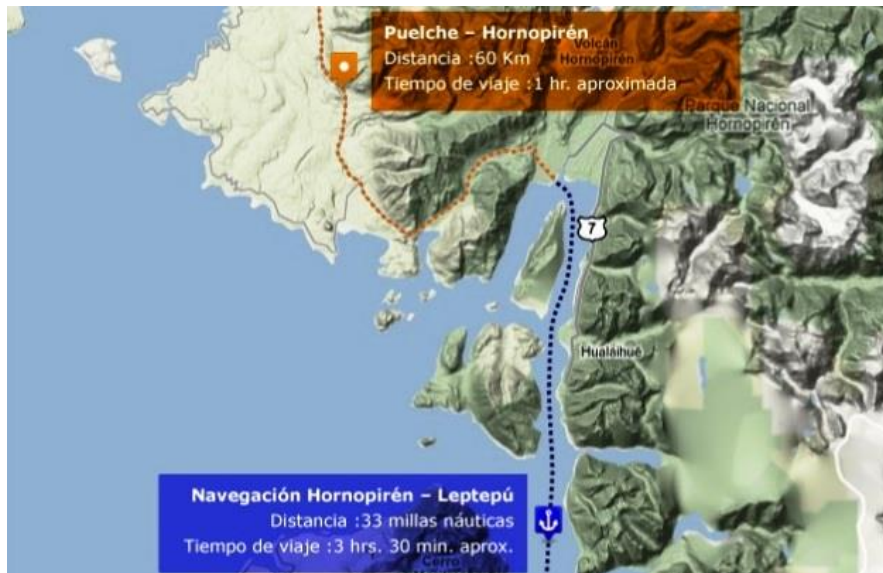 Puelche – Hornopirén
Volcán
Hornopirén
Distancia :60 Km
Tiempo de viaje :1 hr. aproximada
Parque Nacional
Hornopirén
7
Hualaihué
Navegación Hornopirén – Leptepú
Distancia :33 millas náuticas
Tiempo de viaje :3 hrs. 30 min. aprox.
Cerro